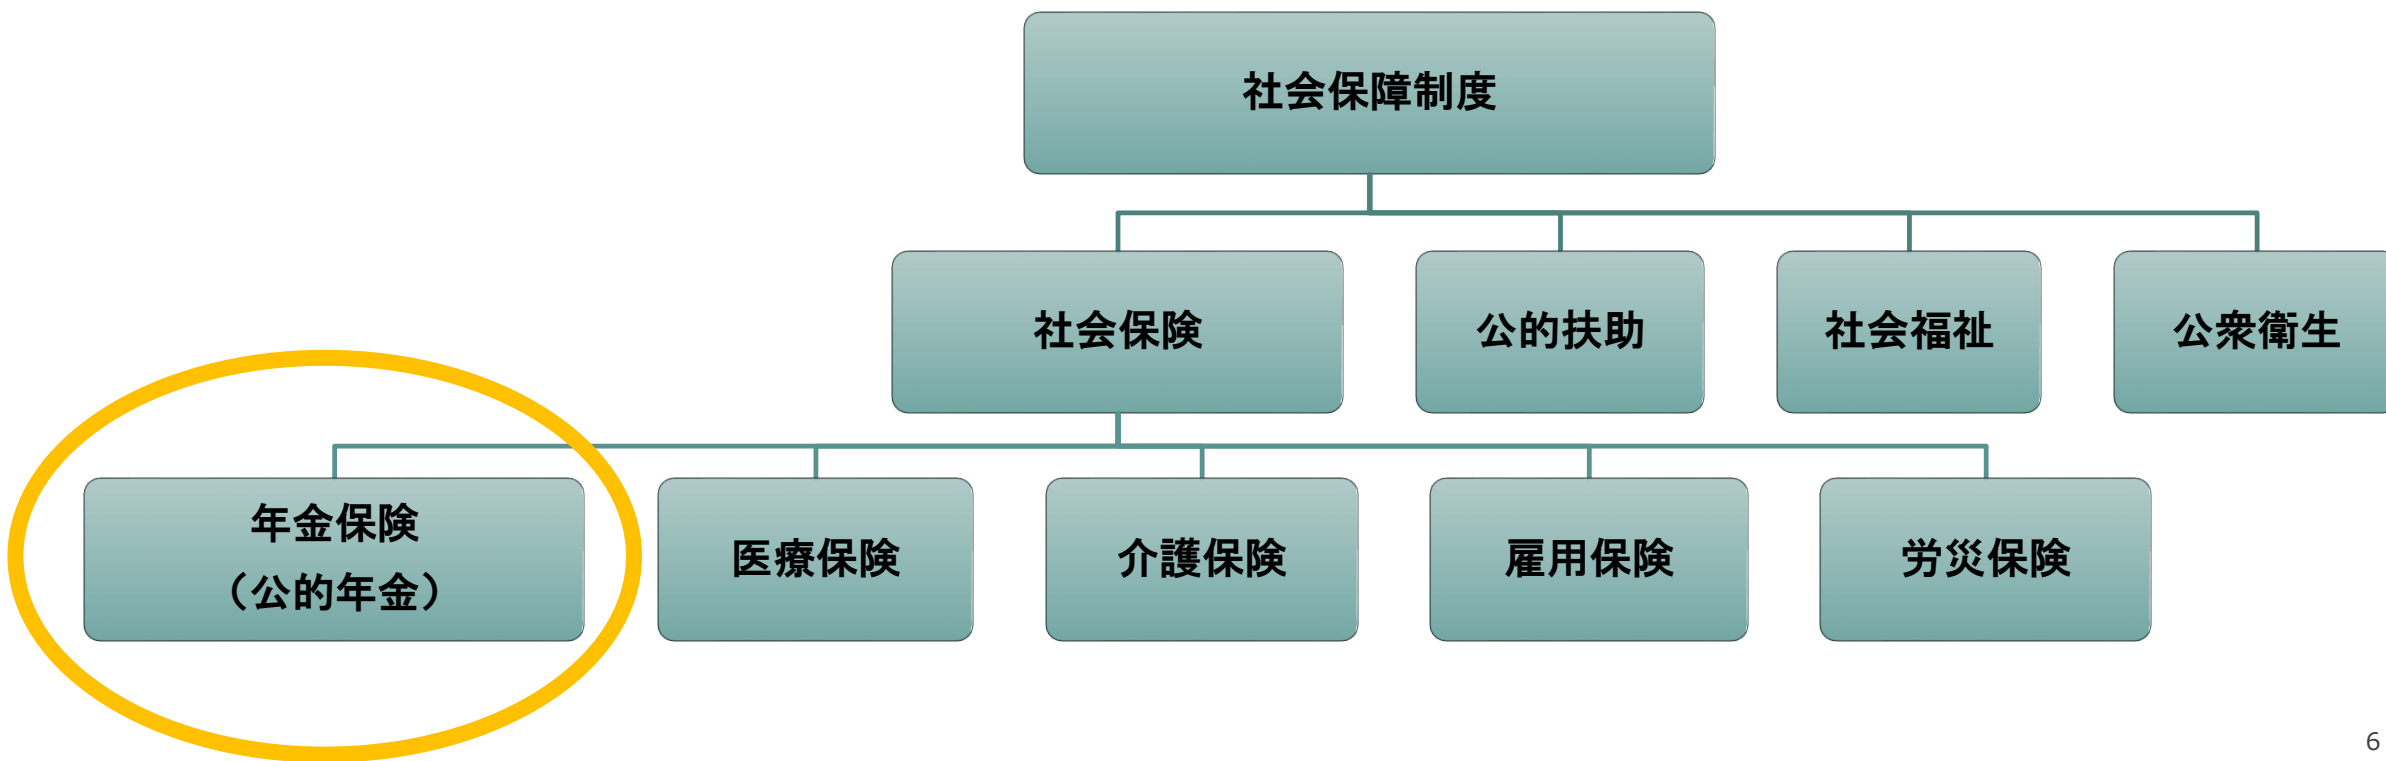 社会保障制度
社会保険
公的扶助
社会福祉
公衆衛生
年金保険
（公的年金）
医療保険
介護保険
雇用保険
労災保険
6